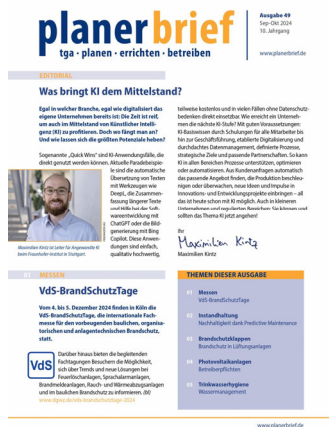 planerbrief
tga · planen · errichten · betreiben
Ausgabe 49
Sep-Okt 2024
10. Jahrgang
www.planerbrief.de
EDITORIAL
Was bringt KI dem Mittelstand?
Egal in welcher Branche, egal wie digitalisiert das
eigene Unternehmen bereits ist: Die Zeit ist reif,
um auch im Mittelstand von Künstlicher Intelli-
genz (KI) zu profitieren. Doch wo fängt man an?
Und wie lassen sich die größten Potenziale heben?
Sogenannte „Quick Wins" sind KI-Anwendungsfälle, die
direkt genutzt werden können. Aktuelle Paradebeispie-
le sind die automatische
Übersetzung von Texten
mit Werkzeugen wie
DeepL, die Zusammen-
fassung längerer Texte
und Hilfe bei der Soft-
wareentwicklung mit
ChatGPT oder die Bild-
generierung mit Bing
Copilot. Diese Anwen-
dungen sind einfach,
qualitativ hochwertig,
Maximilian Kintz ist Leiter für Angewandte KI
beim Fraunhofer-Institut in Stuttgart.
teilweise kostenlos und in vielen Fällen ohne Datenschutz-
bedenken direkt einsetzbar. Wie erreicht ein Unterneh-
men die nächste KI-Stufe? Mit guten Voraussetzungen:
KI-Basiswissen durch Schulungen für alle Mitarbeiter bis
hin zur Geschäftsführung, etablierte Digitalisierung und
durchdachtes Datenmanagement, definierte Prozesse,
strategische Ziele und passende Partnerschaften. So kann
KI in allen Bereichen Prozesse unterstützen, optimieren
oder automatisieren. Aus Kundenanfragen automatisch
das passende Angebot finden, die Produktion beschleu-
nigen oder überwachen, neue Ideen und Impulse in
Innovations- und Entwicklungsprojekte einbringen – all
das ist heute schon mit KI möglich. Auch in kleineren
Unternehmen und regulierten Bereichen: Sie können und
sollten das Thema KI jetzt angehen!
Ihr
Maximilian Kintz
Maximilian Kintz
01 MESSEN
VdS-BrandSchutzTage
Vom 4. bis 5. Dezember 2024 finden in Köln die
VdS-BrandSchutzTage, die internationale Fach-
messe für den vorbeugenden baulichen, organisa-
torischen und anlagentechnischen Brandschutz,
statt.
VdS
Darüber hinaus bieten die begleitenden
Fachtagungen Besuchern die Möglichkeit,
sich über Trends und neue Lösungen bei
Feuerlöschanlagen, Sprachalarmanlagen,
Brandmeldeanlagen, Rauch- und Wärmeabzugsanlagen
und im baulichen Brandschutz zu informieren.
THEMEN DIESER AUSGABE
01 Messen
VdS-BrandSchutzTage
02 Instandhaltung
Nachhaltigkeit dank Predictive-Maintenance
03 Brandschutzklappen
Brandschutz in Lüftungsanlagen
04 Photovoltaikanlagen
Betreiberpflichten
05 Trinkwasserhygiene
Wassermanagement
www.planerbrief.de